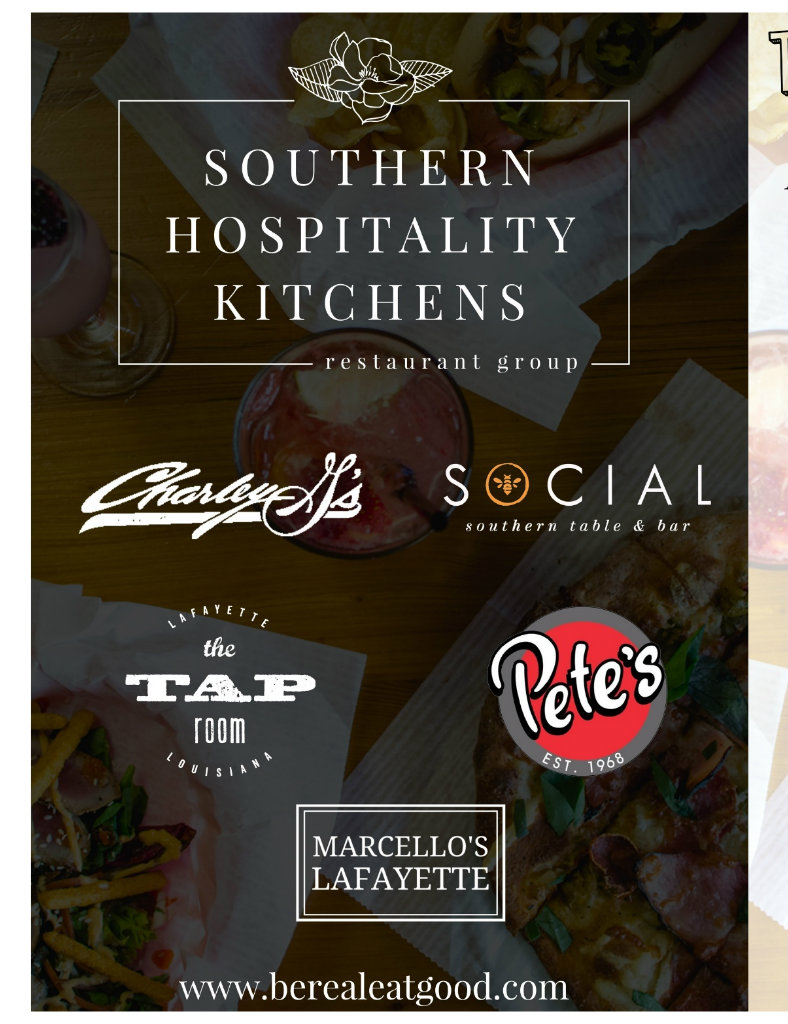 SOUTHERN
HOSPITALITY
KITCHENS
restaurant group
Charley G's
SOCIAL
southern table & bar
LAFAYETTE
the
TAP
room
LOUISIANA
Pete's
EST. 1968
MARCELLO'S
LAFAYETTE
www.berealeatgood.com